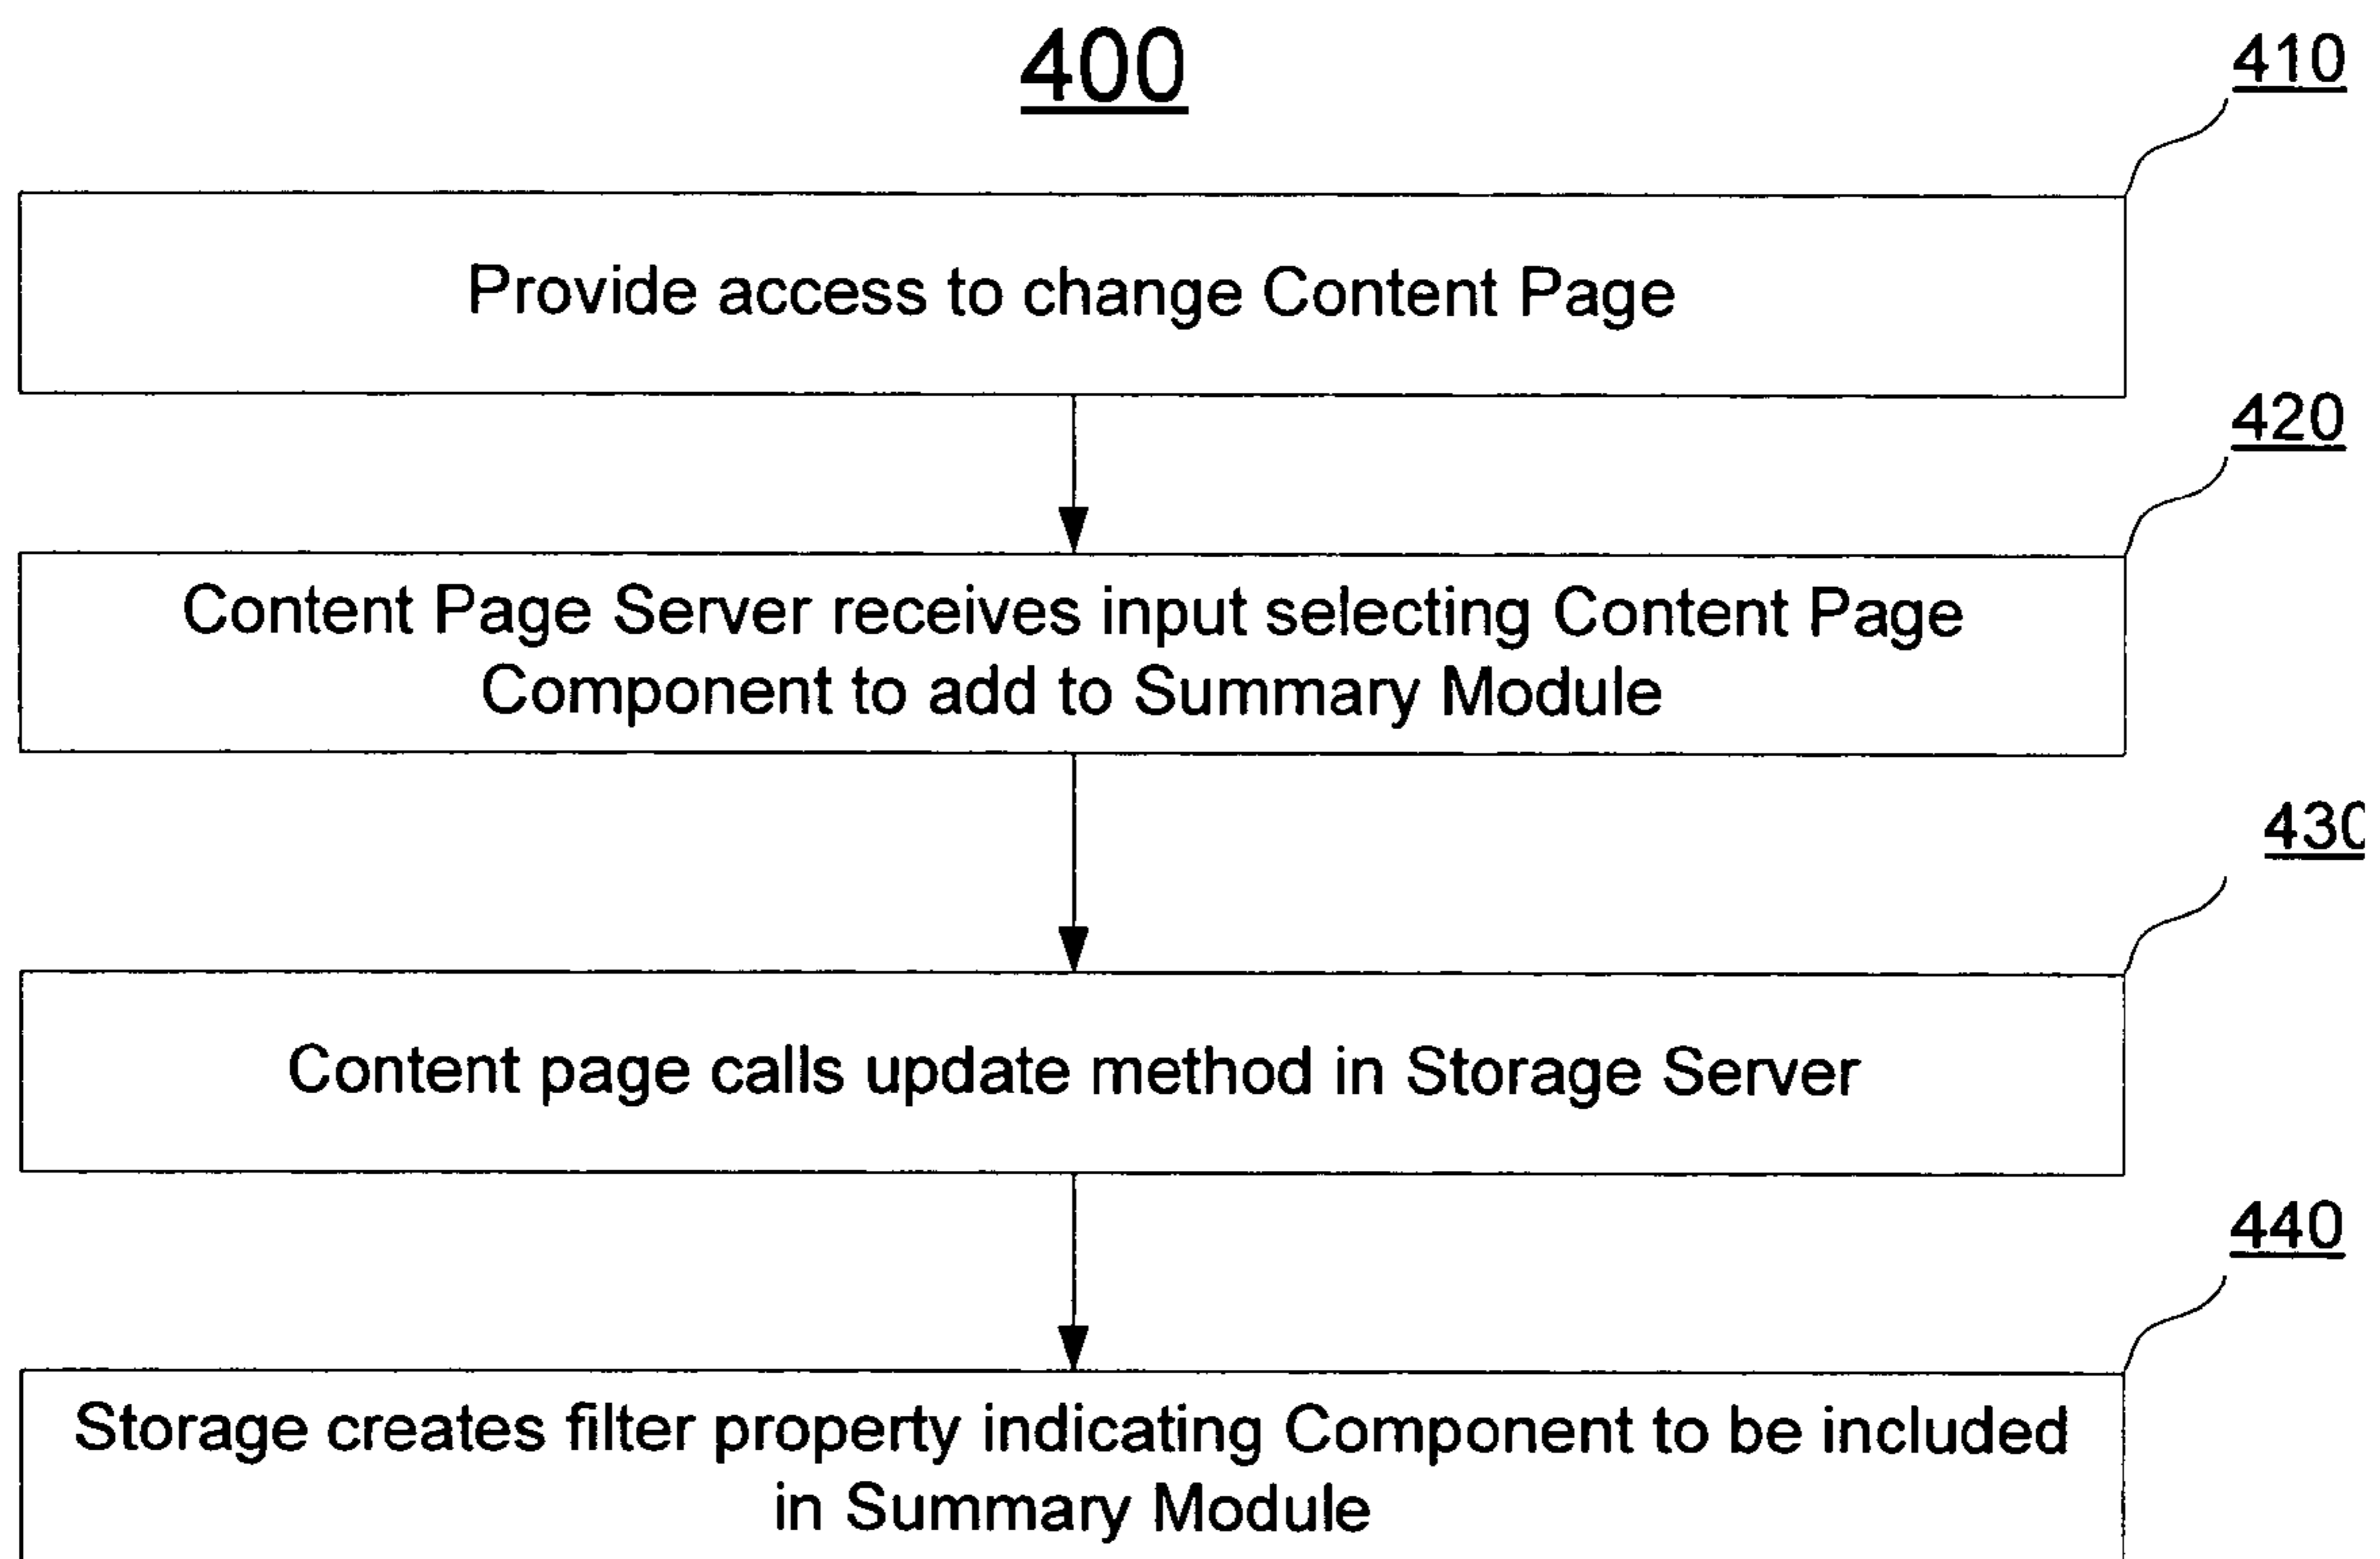 400
410
Provide access to change Content Page
420
Content Page Server receives input selecting Content Page
Component to add to Summary Module
430
Content page calls update method in Storage Server
440
Storage creates filter property indicating Component to be included
in Summary Module